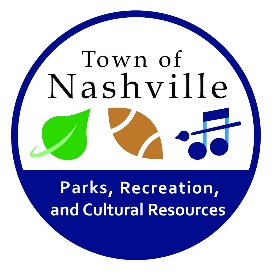 Town of
Nashville
Parks, Recreation,
and Cultural Resources